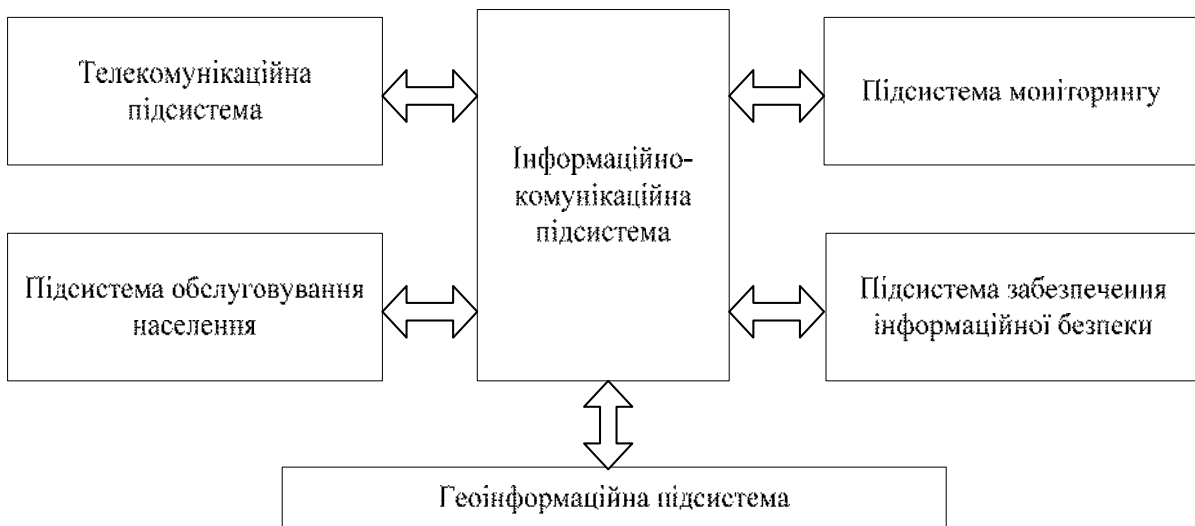 Телекомунікаційна
підсистема
Підсистема моніторингу
Інформаційно-
комунікаційна
підсистема
Підсистема обслуговування
населення
Підсистема забезпечення
інформаційної безпеки
Геоінформаційна підсистема